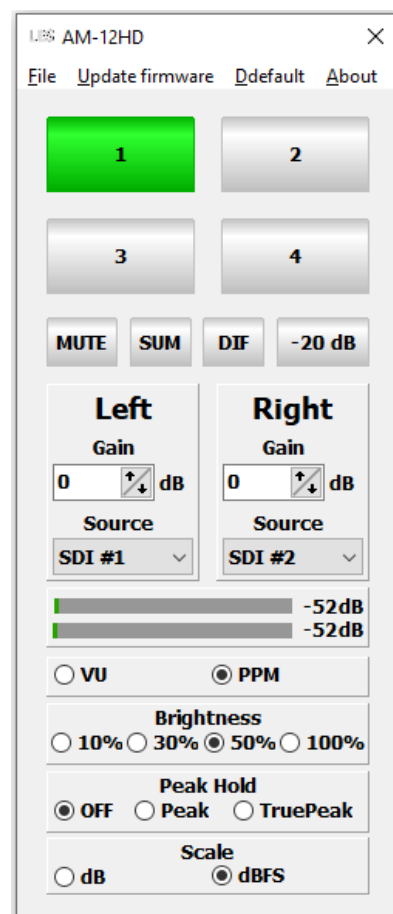 LES AM-12HD
File Update firmware Ddefault About
1 2
3 4
MUTE SUM DIF -20 dB
Left Right
Gain Gain
0 dB 0 dB
Source Source
SDI #1 SDI #2
-52dB
-52dB
VU PPM
Brightness
10% 30% 50% 100%
Peak Hold
OFF Peak TruePeak
Scale
dB dBFS